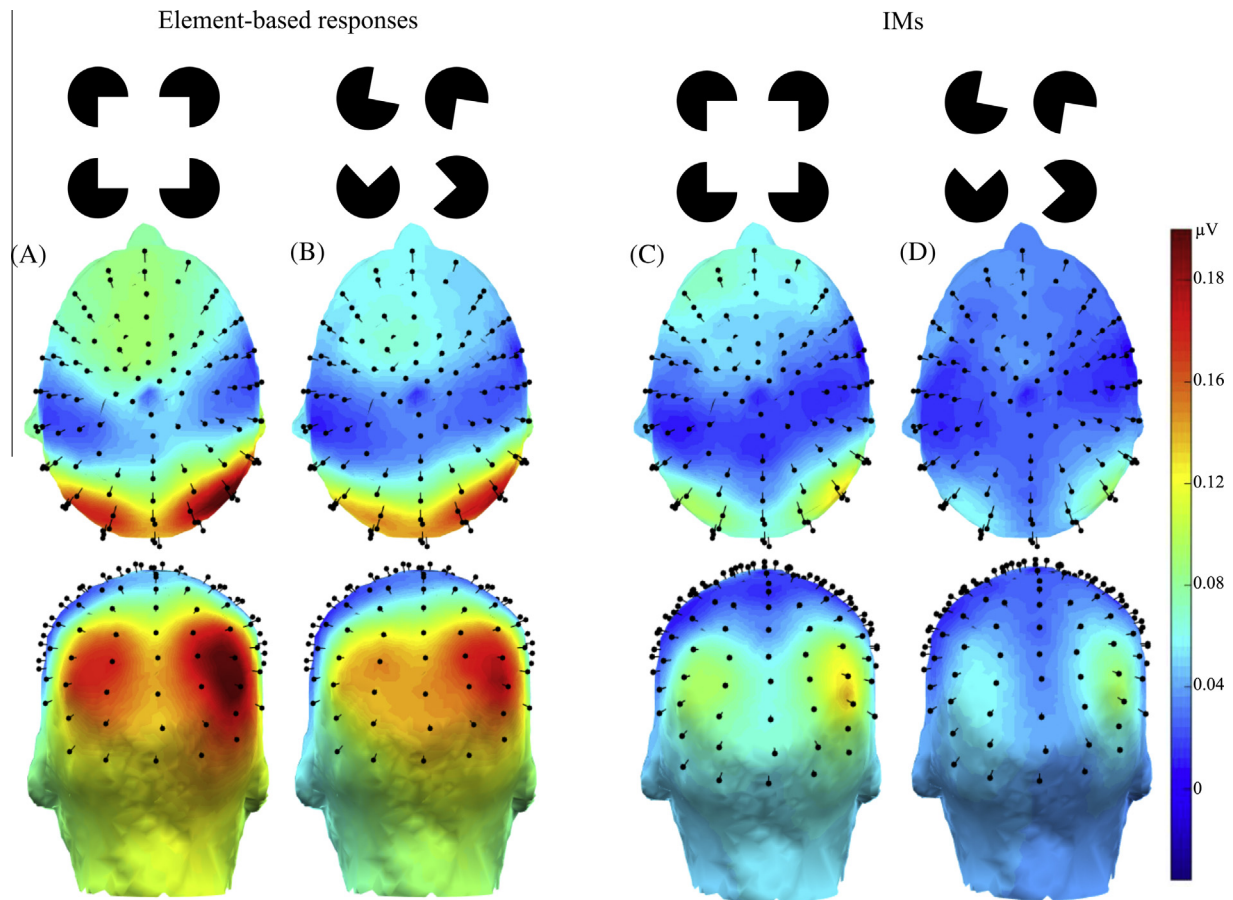 Element-based responses
IMs
(A)
(B)
(C)
(D)
µV
0.18
0.16
0.12
0.08
0.04
0